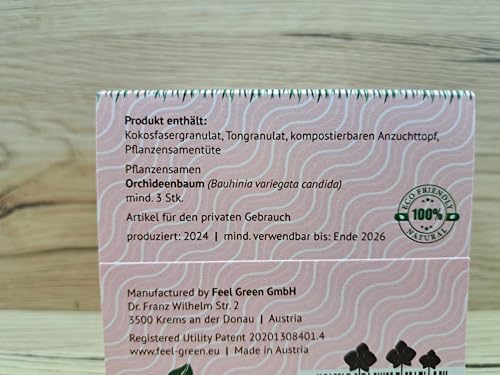 Produkt enthält:
Kokosfasergranulat, Tongranulat, kompostierbaren Anzuchttopf,
Pflanzensamentüte
Pflanzensamen
Orchideenbaum (Bauhinia variegata candida)
mind. 3 Stk.
Artikel für den privaten Gebrauch
produziert: 2024 | mind. verwendbar bis: Ende 2026
ECO FRIENDLY
100%
NATURAL
Manufactured by Feel Green GmbH
Dr. Franz Wilhelm Str. 2
3500 Krems an der Donau | Austria
Registered Utility Patent 20201308401.4
www.feel-green.eu | Made in Austria